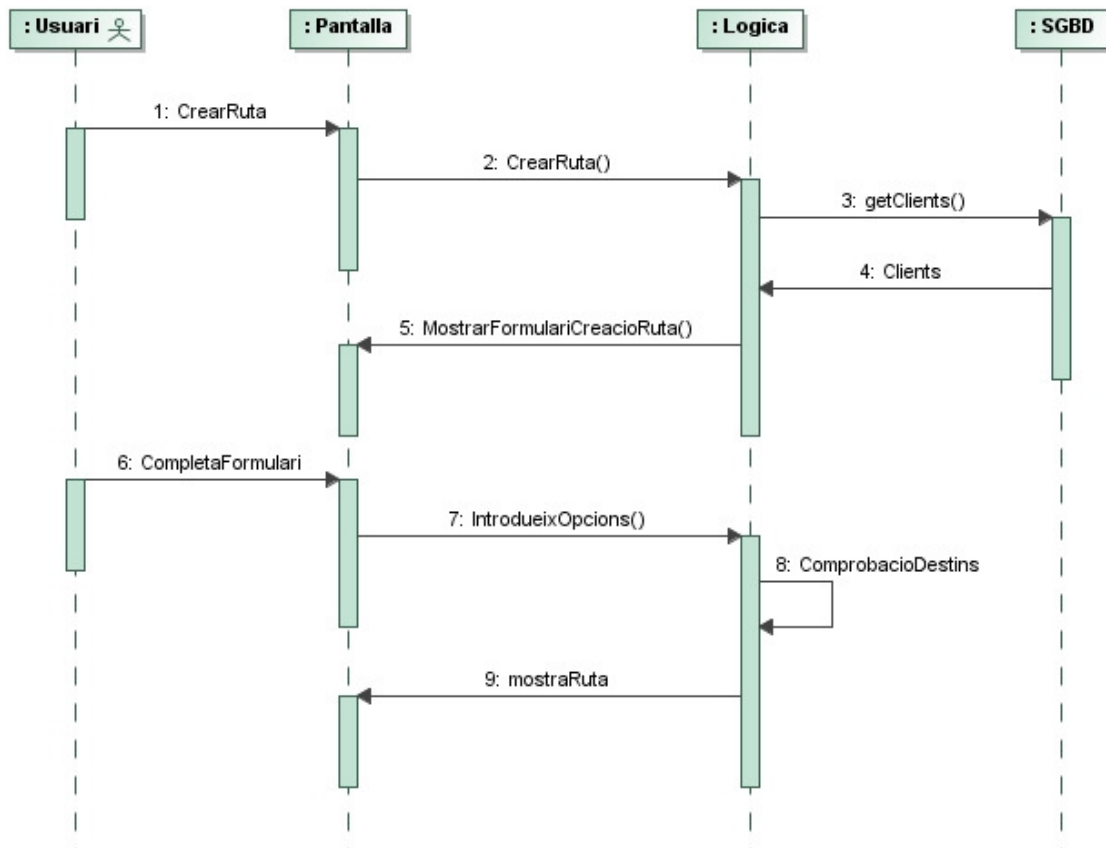 : Usuari
: Pantalla
: Logica
: SGBD
1: CrearRuta
2: CrearRuta()
3: getClients()
4: Clients
5: MostrarFormulariCreacioRuta()
6: CompletaFormulari
7: IntrodueixOpcions()
8: ComprobacioDestins
9: mostraRuta